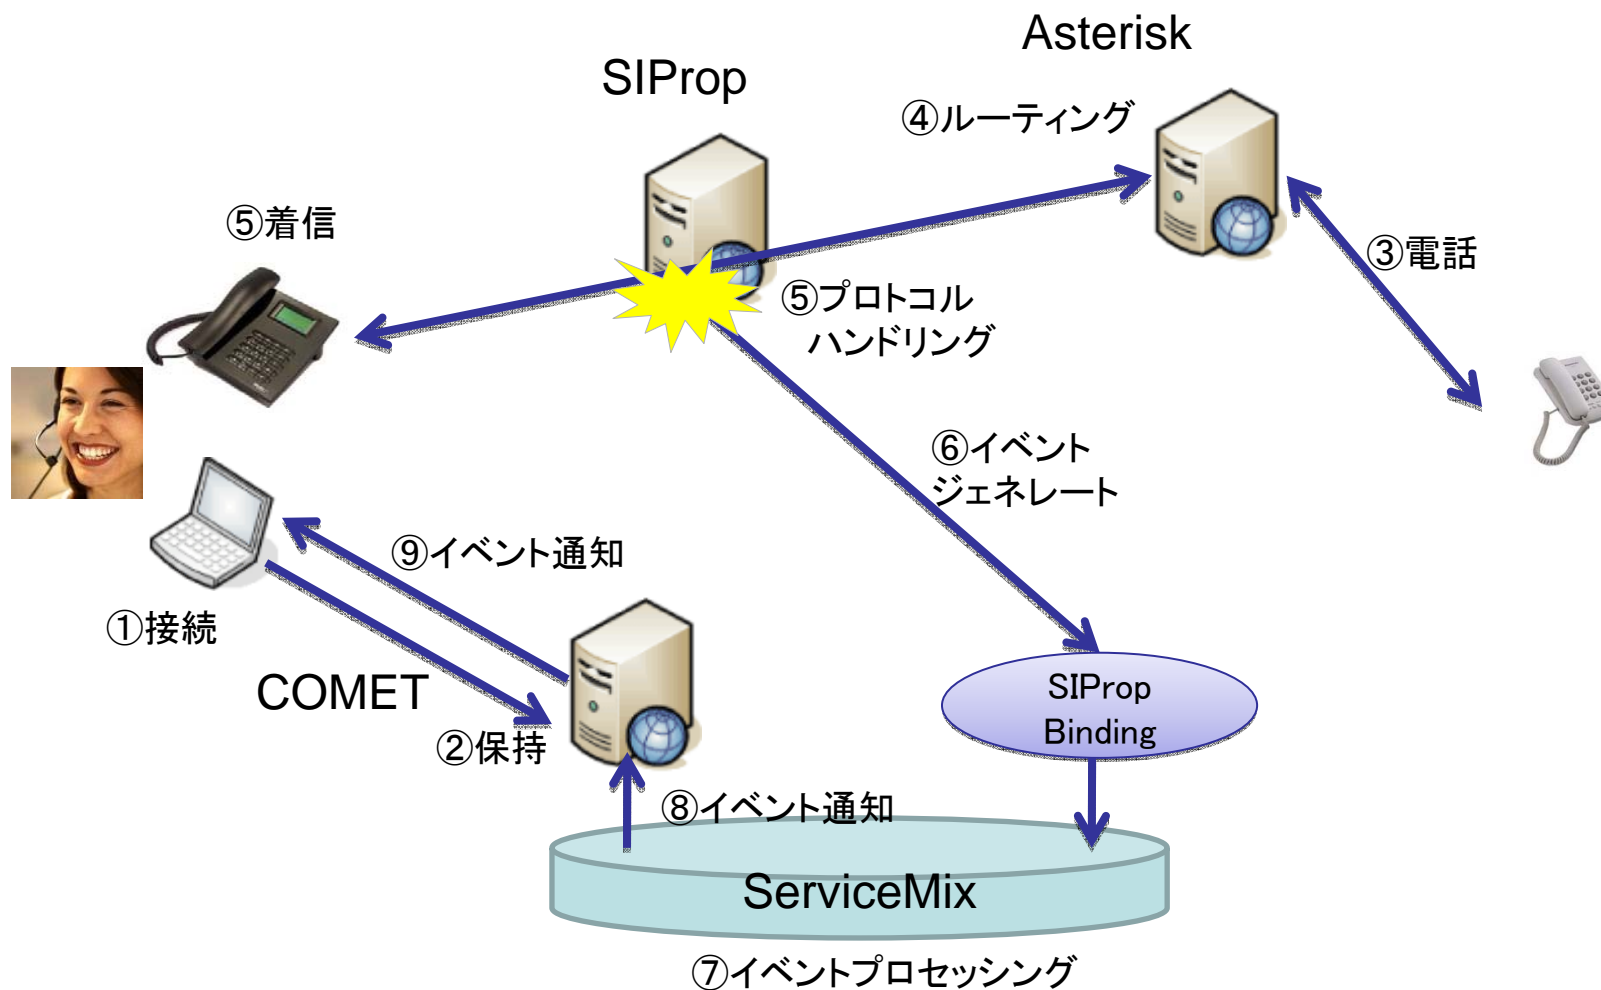 Asterisk
SIProp
④ルーティング
⑤着信
③電話
⑤プロトコル
ハンドリング
⑥イベント
ジェネレート
⑨イベント通知
①接続
COMET
②保持
SIProp
Binding
⑧イベント通知
ServiceMix
⑦イベントプロセッシング